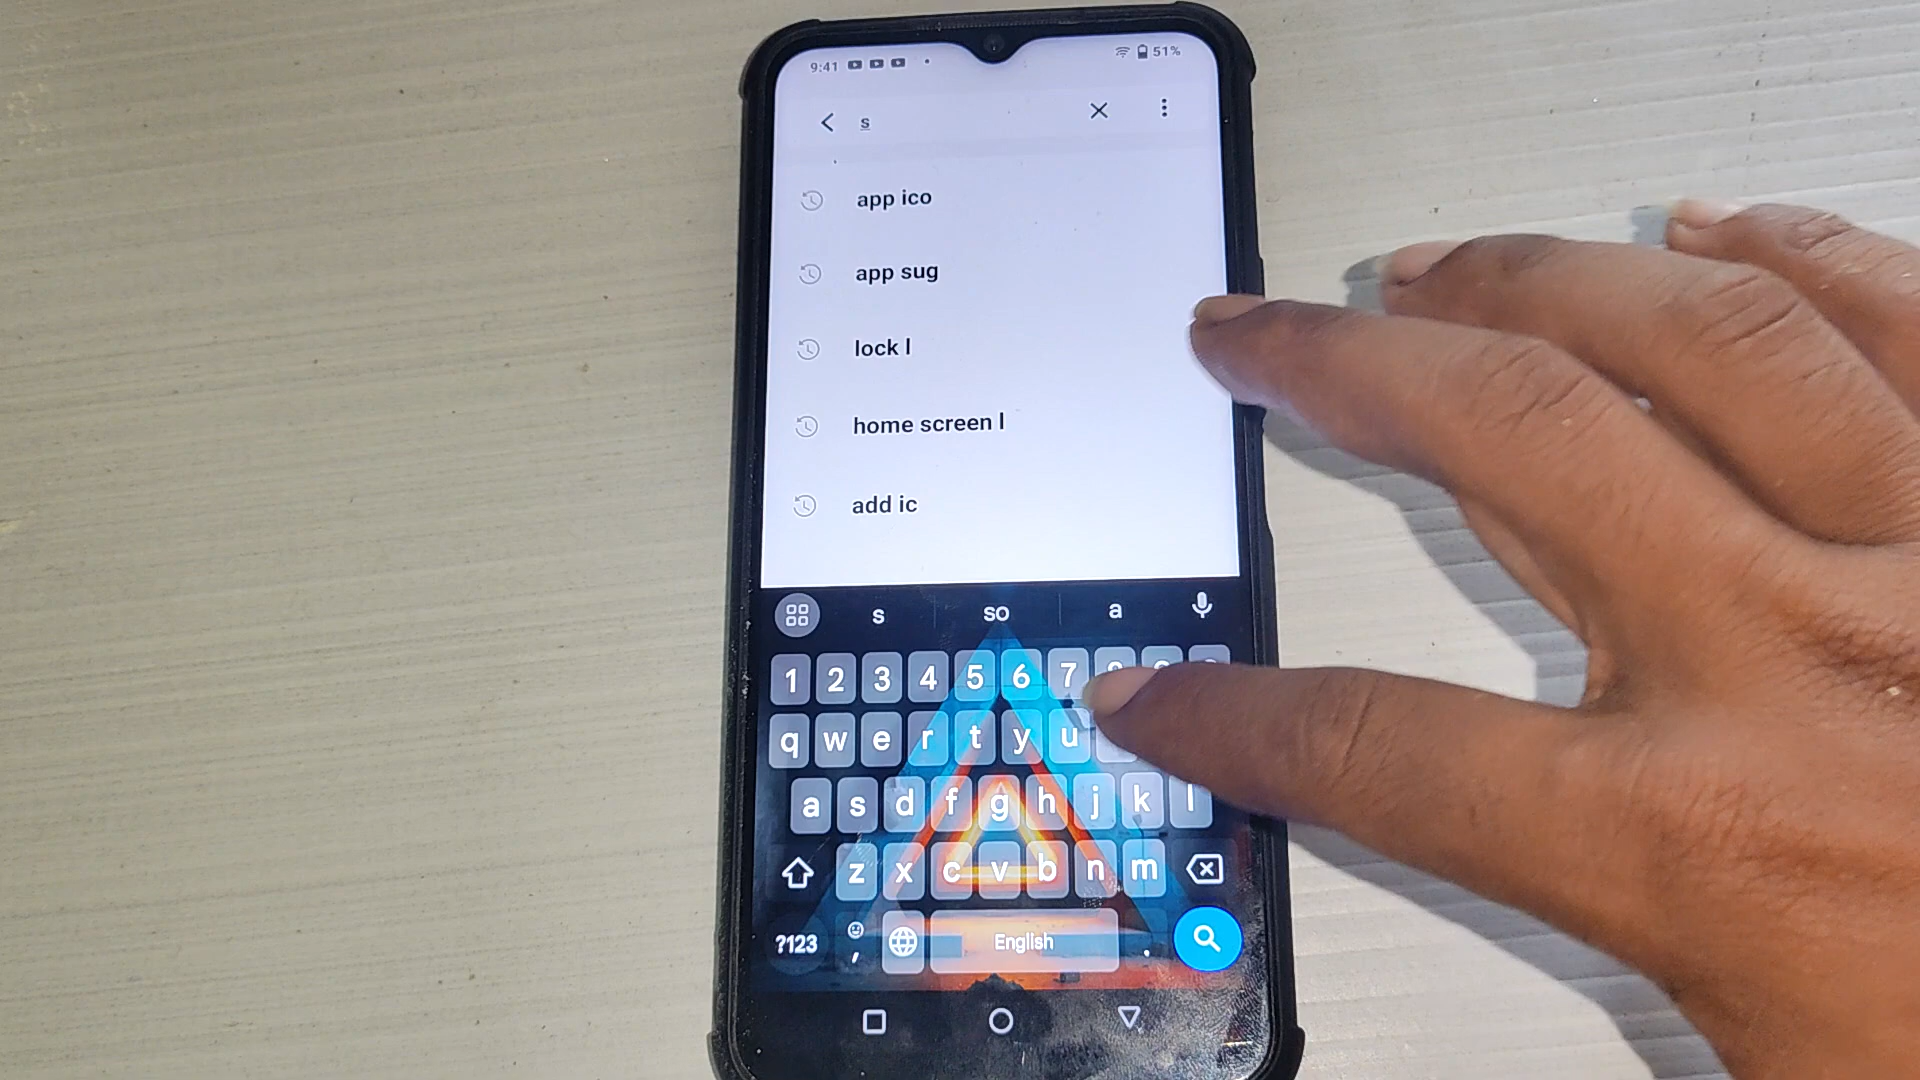 9:41 51%
s
app ico
app sug
lock l
home screen l
add ic
s so a
1 2 3 4 5 6 7
q w e r t y u
a s d f g h j k l
z x c v b n m
?123 , English .